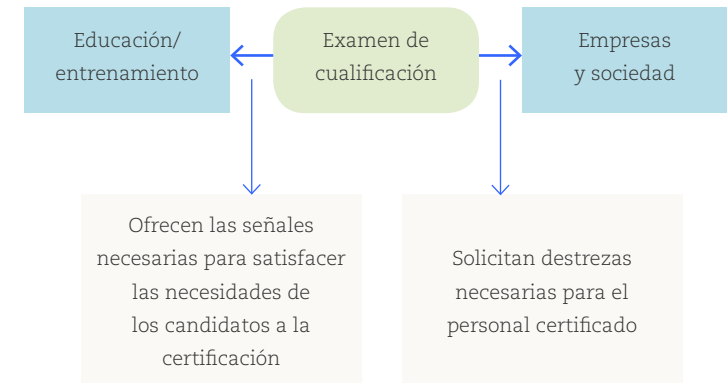 Educación/
entrenamiento
Examen de
cualificación
Empresas
y sociedad
Ofrecen las señales
necesarias para satisfacer
las necesidades de
los candidatos a la
certificación
Solicitan destrezas
necesarias para el
personal certificado